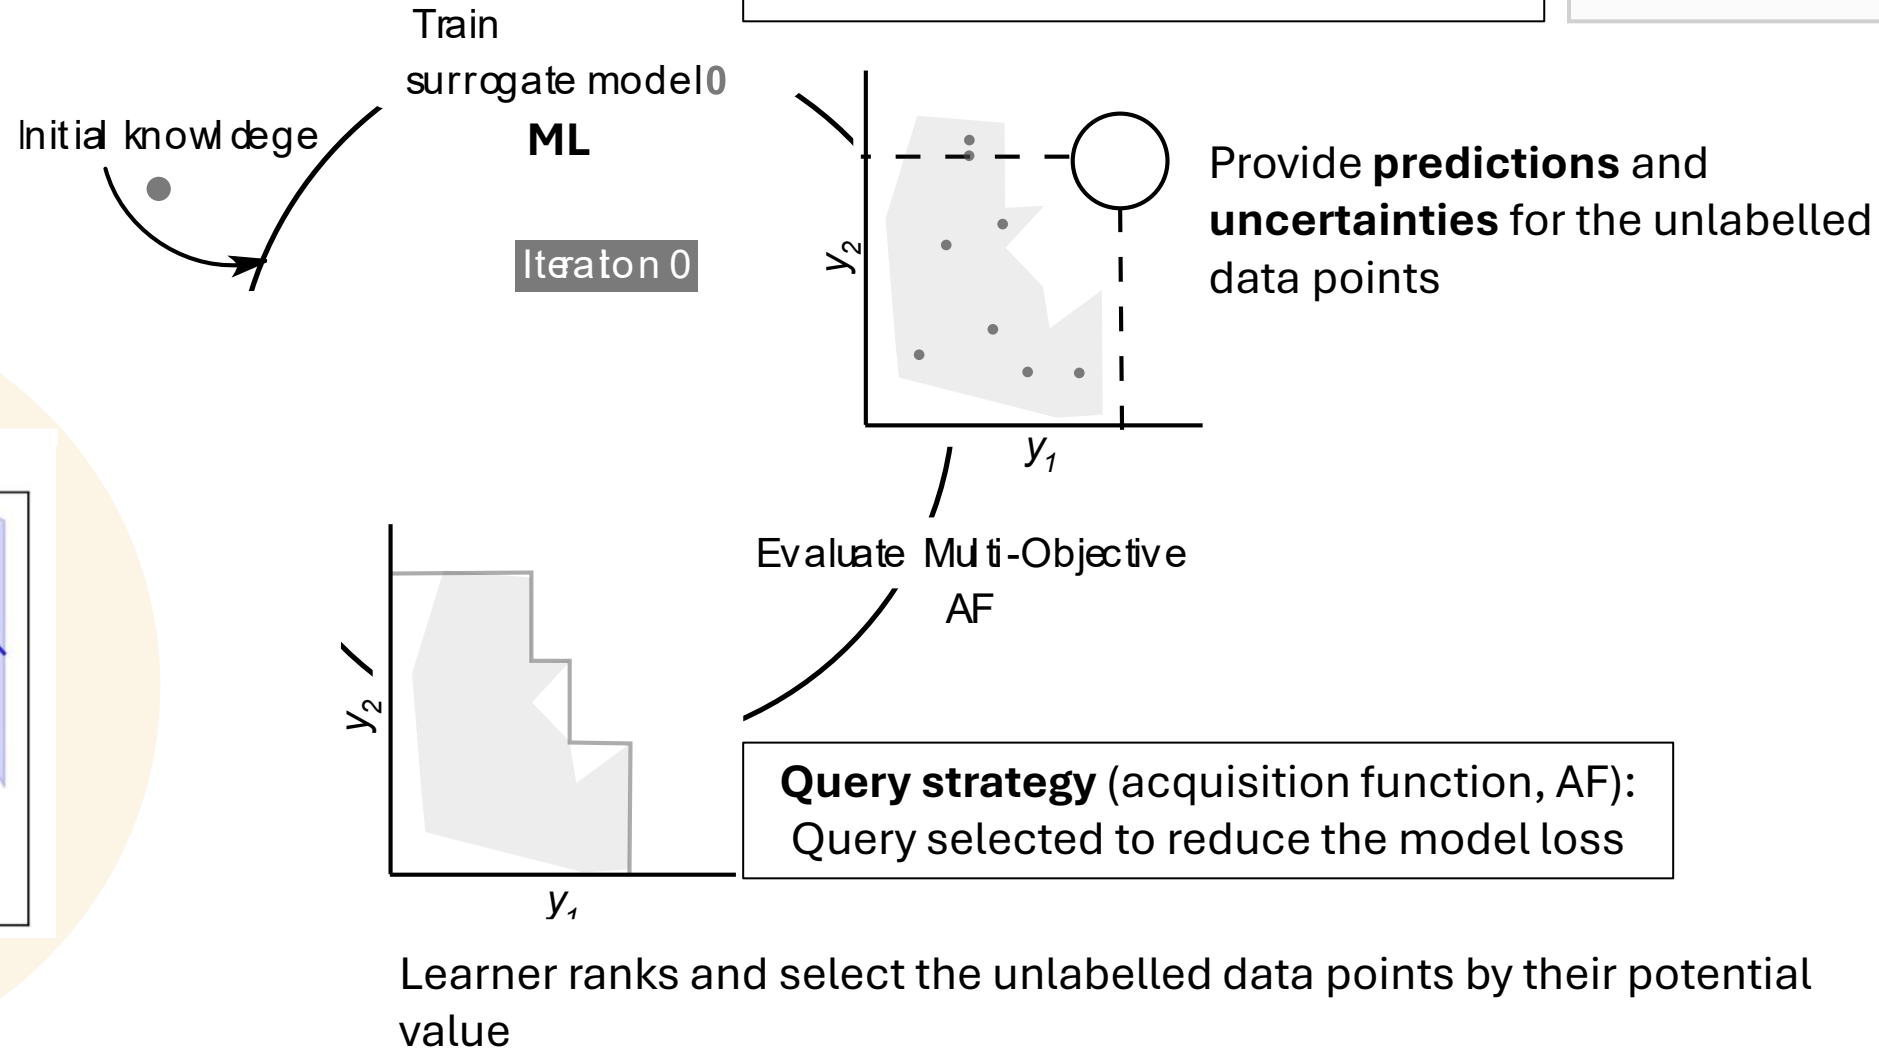 Train
surrogate model 0
Initial knowldege
ML
Iteraton 0
y2
y1
Provide predictions and
uncertainties for the unlabelled
data points
Evaluate Multi-Objective
AF
y2
y1
Query strategy (acquisition function, AF):
Query selected to reduce the model loss
Learner ranks and select the unlabelled data points by their potential
value